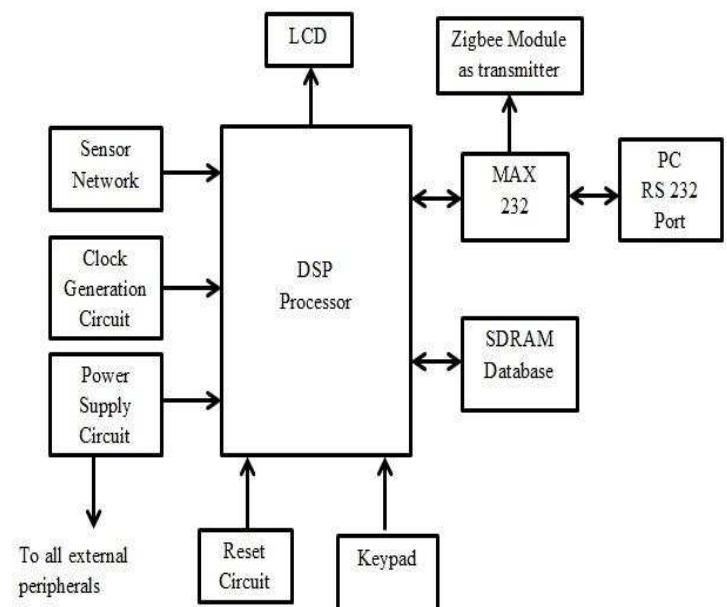 LCD
Zigbee Module
as transmitter
Sensor
Network
MAX
232
PC
RS 232
Port
Clock
Generation
Circuit
DSP
Processor
SDRAM
Database
Power
Supply
Circuit
To all external
peripherals
Reset
Circuit
Keypad